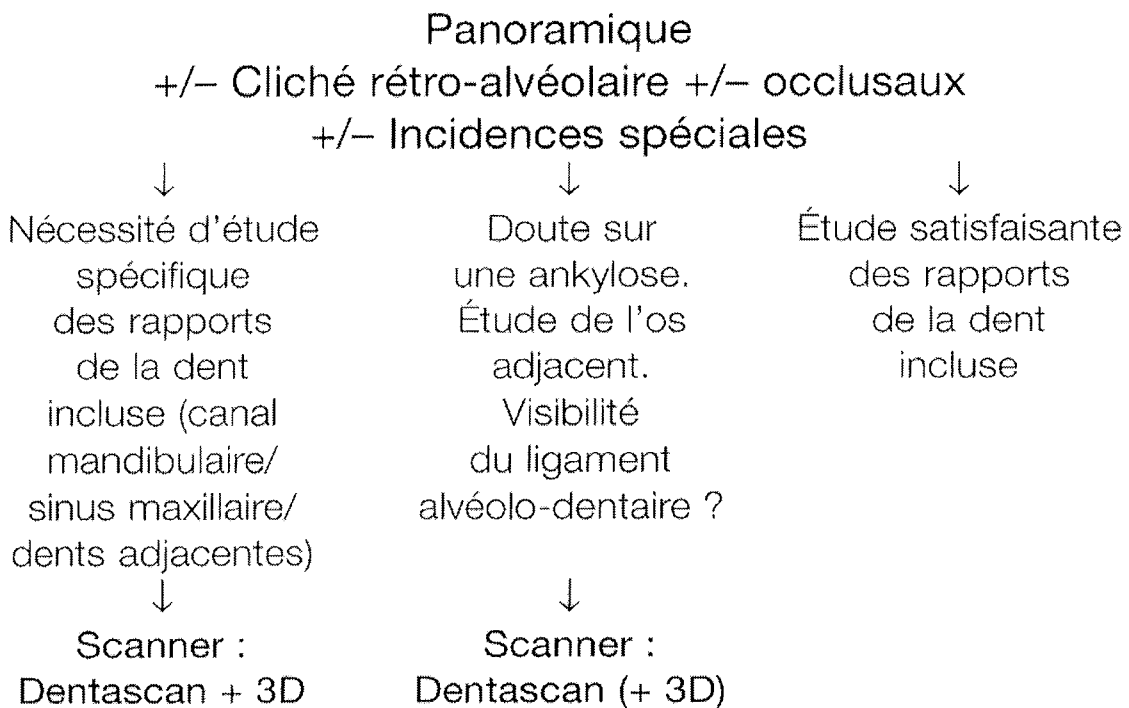 Panoramique
+/– Cliché rétro-alvéolaire +/– occlusaux
+/– Incidences spéciales
↓ ↓ ↓
Nécessité d'étude
spécifique
des rapports
de la dent
incluse (canal
mandibulaire/
sinus maxillaire/
dents adjacentes)
↓
Scanner :
Dentascan + 3D
Doute sur
une ankylose.
Étude de l'os
adjacent.
Visibilité
du ligament
alvéolo-dentaire ?
↓
Scanner :
Dentascan (+ 3D)
Étude satisfaisante
des rapports
de la dent
incluse